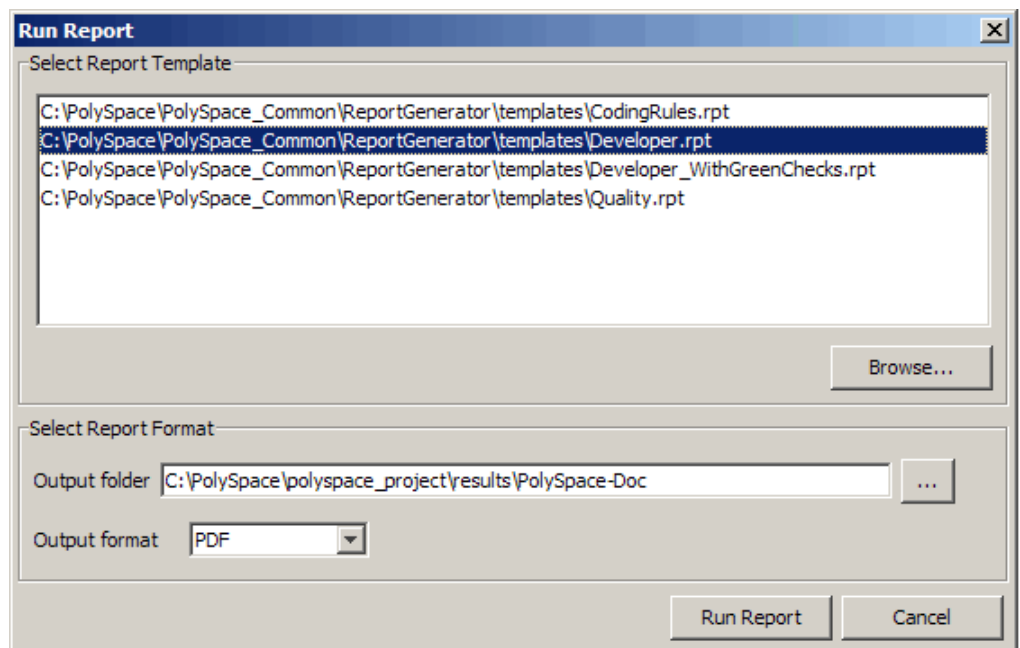 Run Report
Select Report Template
C:\PolySpace\PolySpace_Common\ReportGenerator\templates\CodingRules.rpt
C:\PolySpace\PolySpace_Common\ReportGenerator\templates\Developer.rpt
C:\PolySpace\PolySpace_Common\ReportGenerator\templates\Developer_WithGreenChecks.rpt
C:\PolySpace\PolySpace_Common\ReportGenerator\templates\Quality.rpt
Browse...
Select Report Format
Output folder C:\PolySpace\polyspace_project\results\PolySpace-Doc ...
Output format PDF
Run Report Cancel